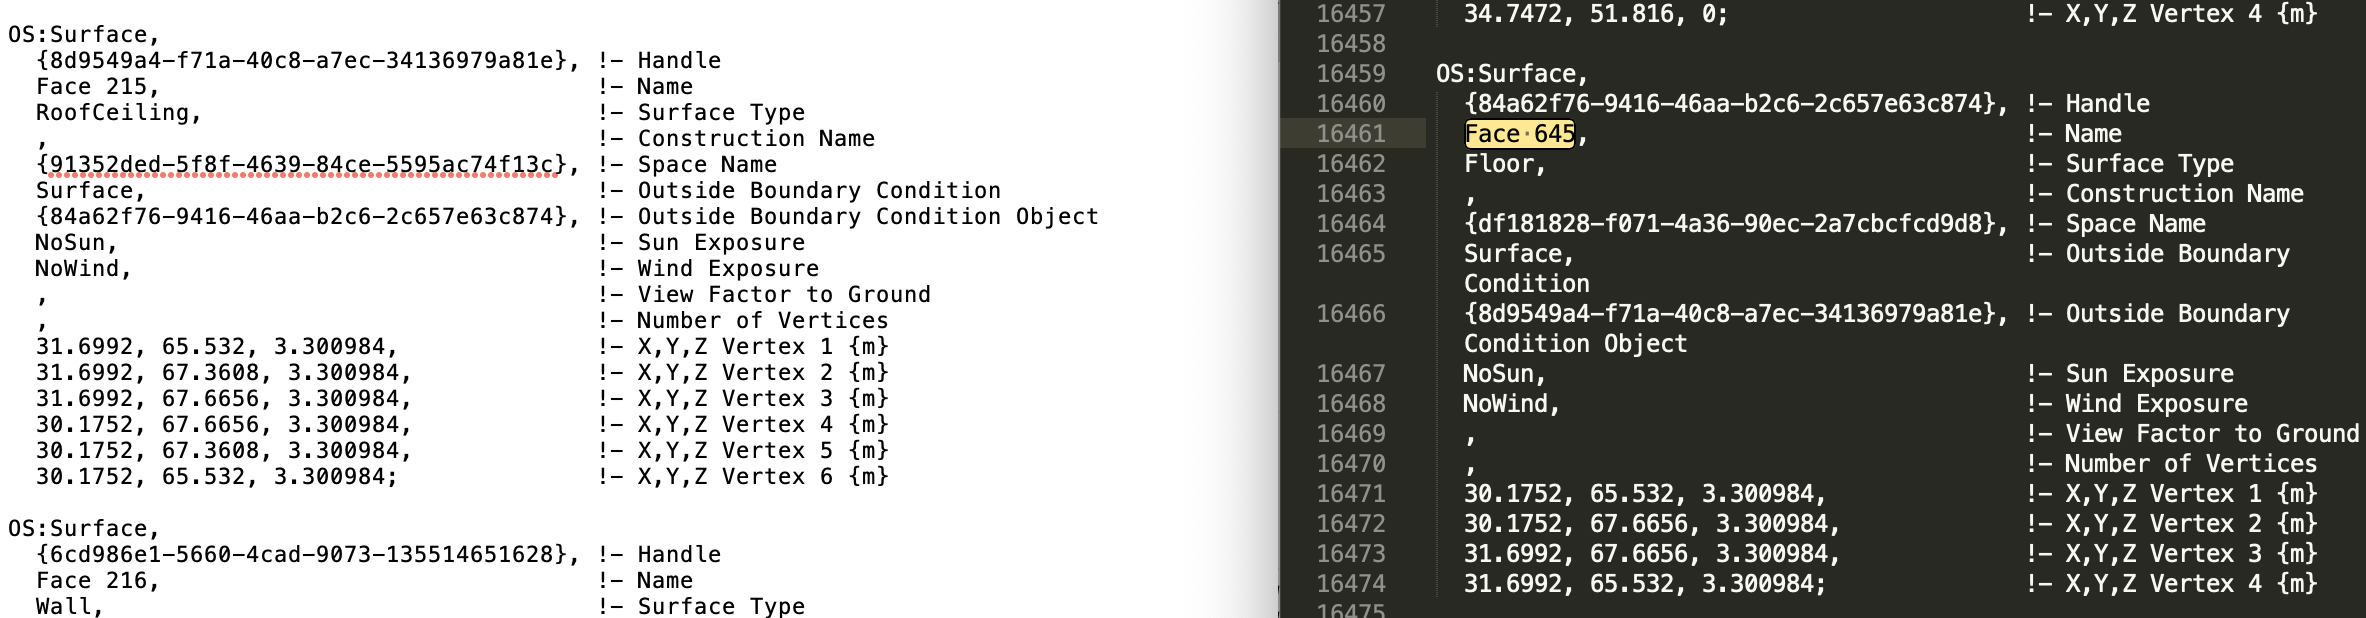 OS:Surface,
{8d9549a4-f71a-40c8-a7ec-34136979a81e}, !- Handle
Face 215, !- Name
RoofCeiling, !- Surface Type
, !- Construction Name
{91352ded-5f8f-4639-84ce-5595ac74f13c}, !- Space Name
Surface, !- Outside Boundary Condition
{84a62f76-9416-46aa-b2c6-2c657e63c874}, !- Outside Boundary Condition Object
NoSun, !- Sun Exposure
NoWind, !- Wind Exposure
, !- View Factor to Ground
, !- Number of Vertices
31.6992, 65.532, 3.300984, !- X,Y,Z Vertex 1 {m}
31.6992, 67.3608, 3.300984, !- X,Y,Z Vertex 2 {m}
31.6992, 67.6656, 3.300984, !- X,Y,Z Vertex 3 {m}
30.1752, 67.6656, 3.300984, !- X,Y,Z Vertex 4 {m}
30.1752, 67.3608, 3.300984, !- X,Y,Z Vertex 5 {m}
30.1752, 65.532, 3.300984; !- X,Y,Z Vertex 6 {m}
OS:Surface,
{6cd986e1-5660-4cad-9073-135514651628}, !- Handle
Face 216, !- Name
Wall, !- Surface Type
16457 34.7472, 51.816, 0; !- X,Y,Z Vertex 4 {m}
16458
16459 OS:Surface,
16460 {84a62f76-9416-46aa-b2c6-2c657e63c874}, !- Handle
16461 Face·645, !- Name
16462 Floor, !- Surface Type
16463 , !- Construction Name
16464 {df181828-f071-4a36-90ec-2a7cbcfcd9d8}, !- Space Name
16465 Surface, !- Outside Boundary
Condition
16466 {8d9549a4-f71a-40c8-a7ec-34136979a81e}, !- Outside Boundary
Condition Object
16467 NoSun, !- Sun Exposure
16468 NoWind, !- Wind Exposure
16469 , !- View Factor to Ground
16470 , !- Number of Vertices
16471 30.1752, 65.532, 3.300984, !- X,Y,Z Vertex 1 {m}
16472 30.1752, 67.6656, 3.300984, !- X,Y,Z Vertex 2 {m}
16473 31.6992, 67.6656, 3.300984, !- X,Y,Z Vertex 3 {m}
16474 31.6992, 65.532, 3.300984; !- X,Y,Z Vertex 4 {m}
16475